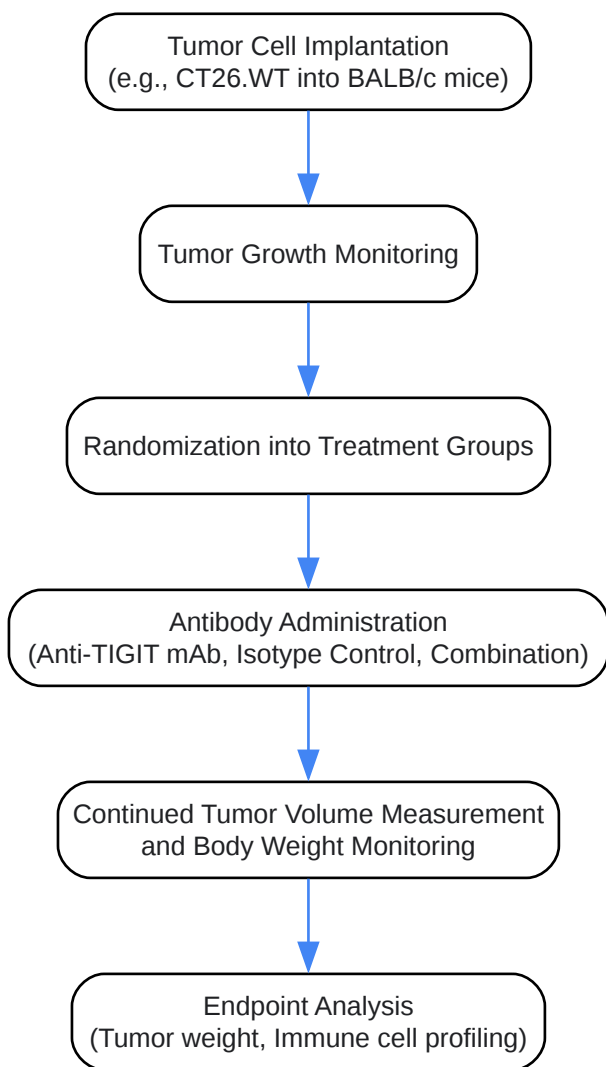 Tumor Cell Implantation
(e.g., CT26.WT into BALB/c mice)
Tumor Growth Monitoring
Randomization into Treatment Groups
Antibody Administration
(Anti-TIGIT mAb, Isotype Control, Combination)
Continued Tumor Volume Measurement
and Body Weight Monitoring
Endpoint Analysis
(Tumor weight, Immune cell profiling)